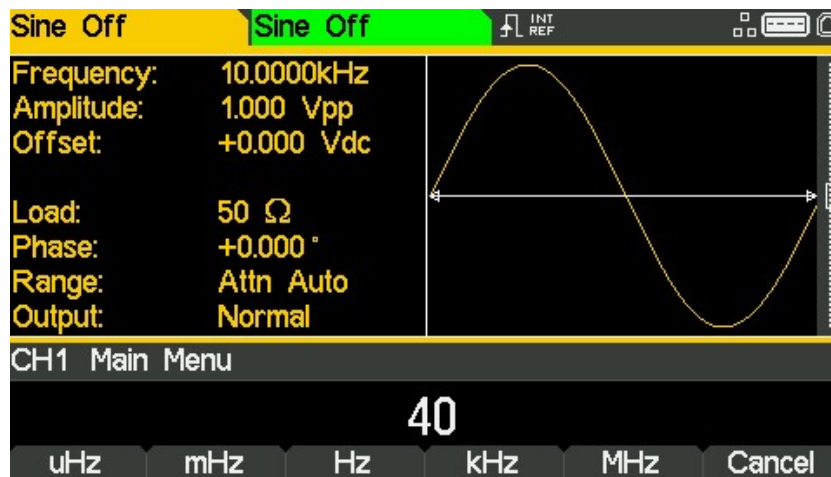 Sine Off Sine Off INT
REF
Frequency: 10.0000kHz
Amplitude: 1.000 Vpp
Offset: +0.000 Vdc
Load: 50 Ω
Phase: +0.000 °
Range: Attn Auto
Output: Normal
CH1 Main Menu
40
uHz mHz Hz kHz MHz Cancel